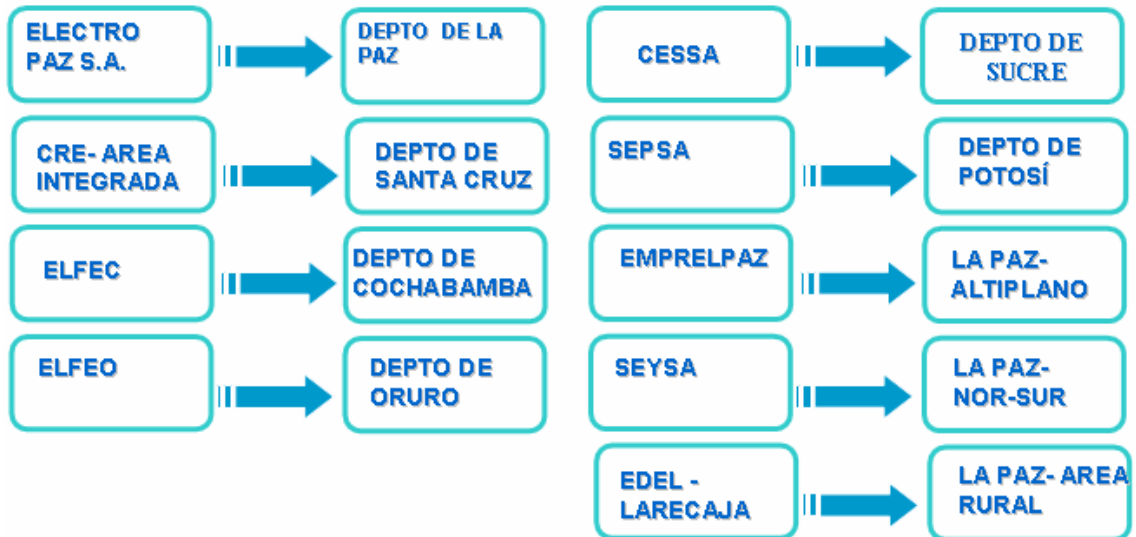 ELECTRO
PAZ S.A.
DEPTO DE LA
PAZ
CRE- AREA
INTEGRADA
DEPTO DE
SANTA CRUZ
ELFEC
DEPTO DE
COCHABAMBA
ELFEO
DEPTO DE
ORURO
CESSA
DEPTO DE
SUCRE
SEPSA
DEPTO DE
POTOSÍ
EMPRELPAZ
LA PAZ-
ALTIPLANO
SEYSA
LA PAZ-
NOR-SUR
EDEL -
LARECAJA
LA PAZ- AREA
RURAL